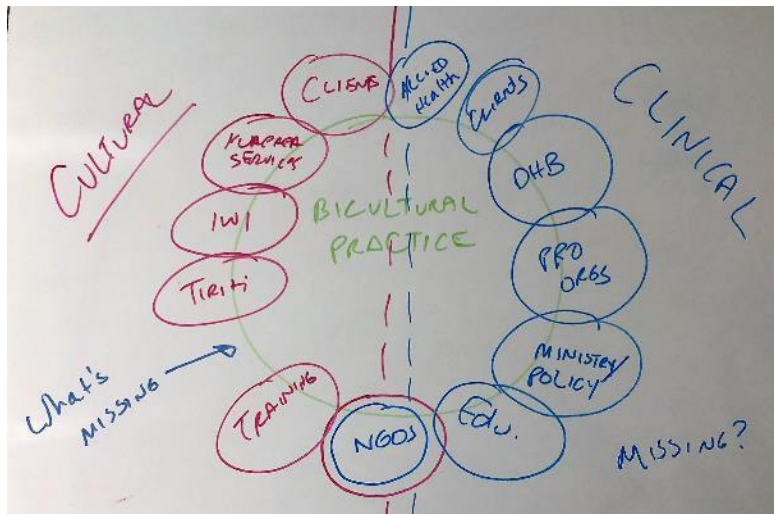 CULTURAL
CLIENTS
KAUPAPA
SERVICES
IWI
TIRITI
What's
MISSING
TRAINING
BICULTURAL
PRACTICE
NGOS
CLINICAL
ALLIED
Health
CLIENTS
DHB
PRO
ORGS
MINISTRY/
POLICY
Edu.
MISSING?